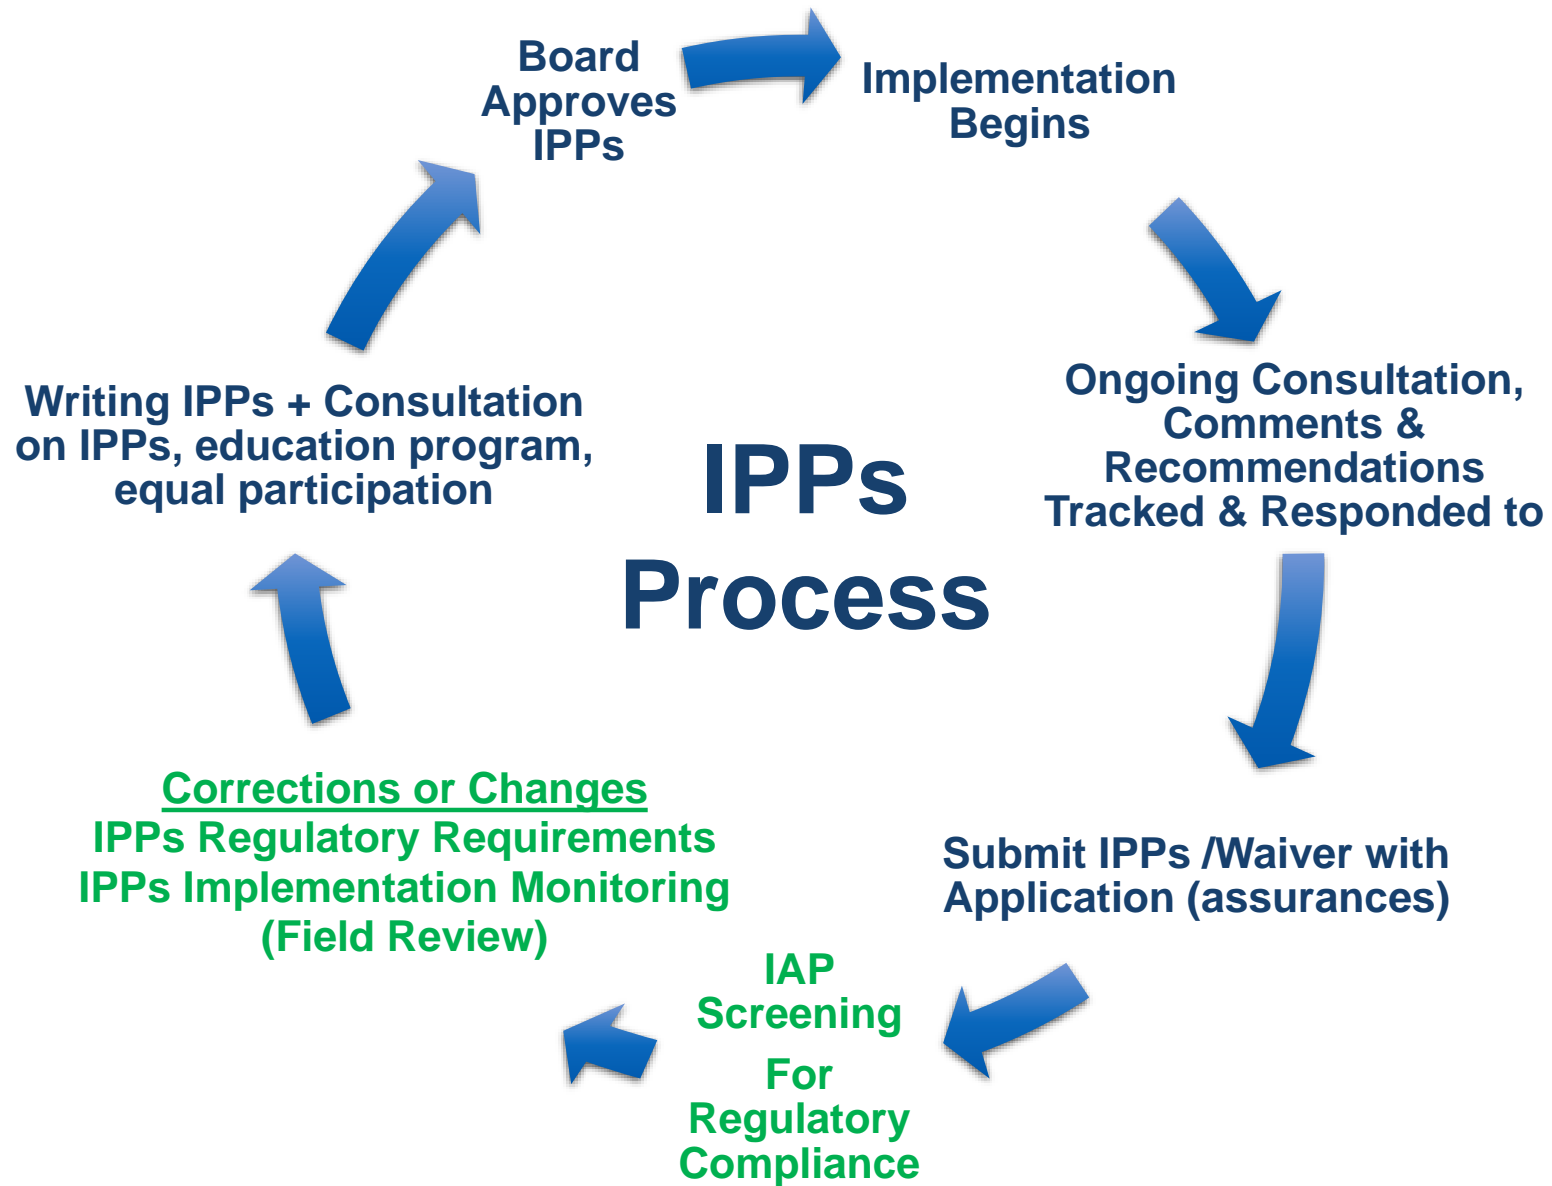 Board
Approves
IPPs
Implementation
Begins
Ongoing Consultation,
Comments &
Recommendations
Tracked & Responded to
Submit IPPs /Waiver with
Application (assurances)
IAP
Screening
For
Regulatory
Compliance
Corrections or Changes
IPPs Regulatory Requirements
IPPs Implementation Monitoring
(Field Review)
Writing IPPs + Consultation
on IPPs, education program,
equal participation
IPPs
Process